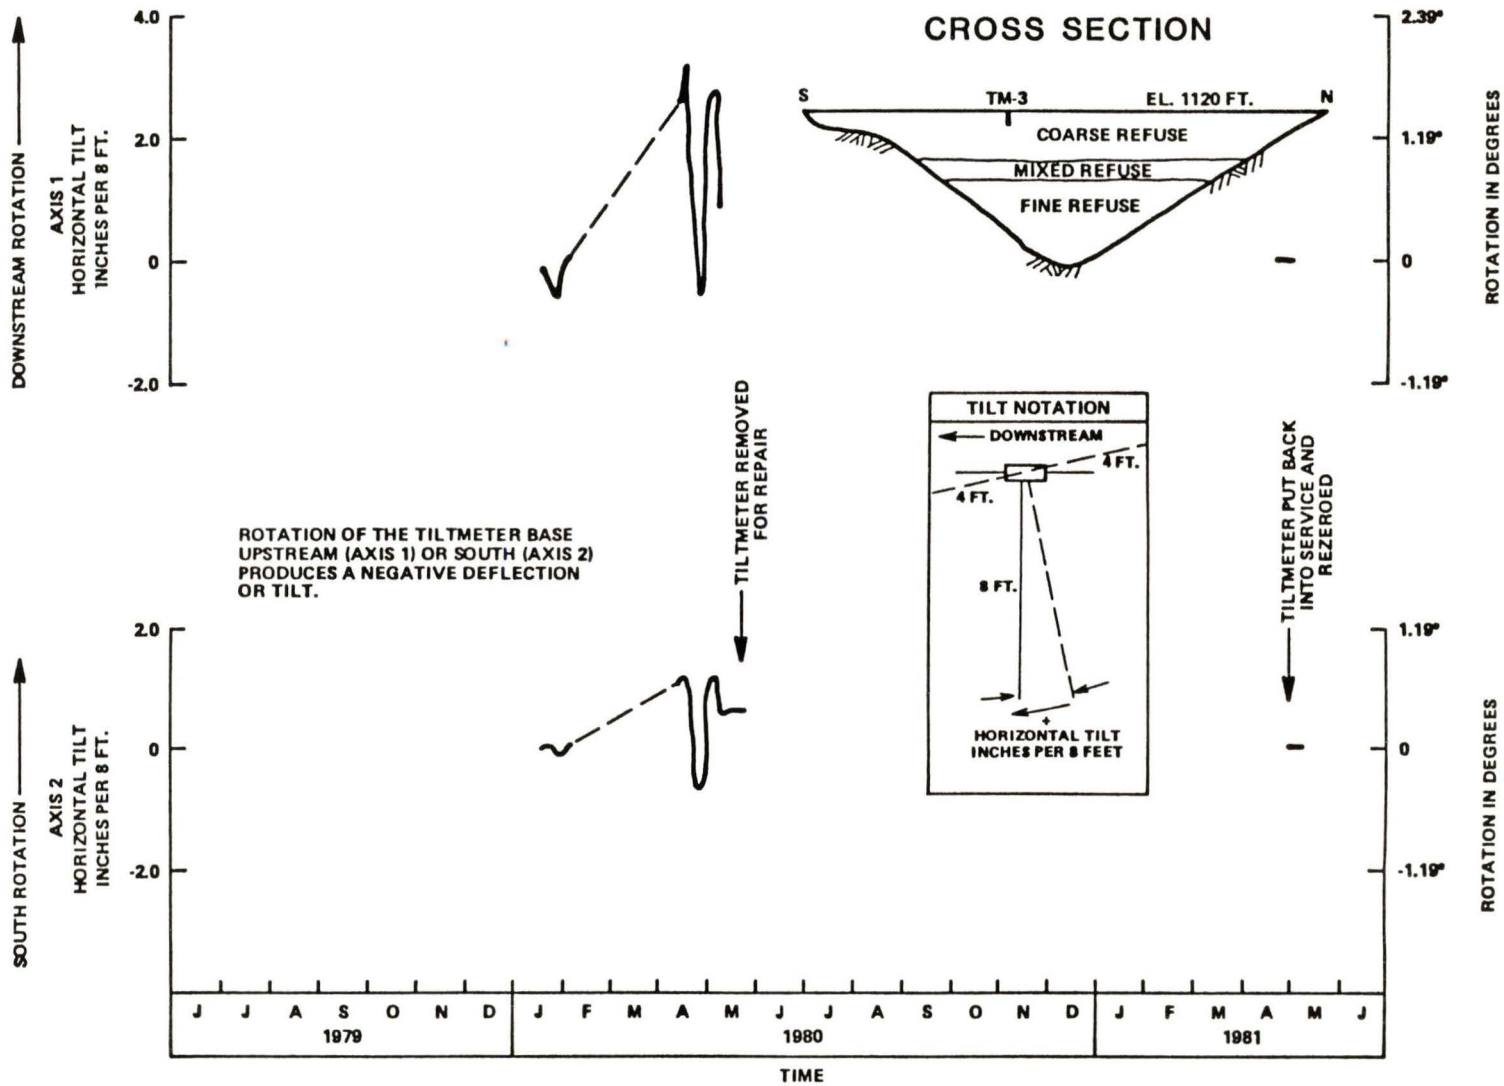 CROSS SECTION
S
TM-3
EL. 1120 FT.
N
COARSE REFUSE
MIXED REFUSE
FINE REFUSE
DOWNSTREAM ROTATION
AXIS 1
HORIZONTAL TILT
INCHES PER 8 FT.
4.0
2.0
0
-2.0
2.39°
1.19°
0
-1.19°
ROTATION IN DEGREES
TILTMETER REMOVED
FOR REPAIR
TILT NOTATION
DOWNSTREAM
4 FT.
4 FT.
8 FT.
+
HORIZONTAL TILT
INCHES PER 8 FEET
TILTMETER PUT BACK
INTO SERVICE AND
REZEROED
ROTATION OF THE TILTMETER BASE
UPSTREAM (AXIS 1) OR SOUTH (AXIS 2)
PRODUCES A NEGATIVE DEFLECTION
OR TILT.
SOUTH ROTATION
AXIS 2
HORIZONTAL TILT
INCHES PER 8 FT.
2.0
0
-2.0
1.19°
0
-1.19°
ROTATION IN DEGREES
J J A S O N D J F M A M J J A S O N D J F M A M J
1979 1980 1981
TIME